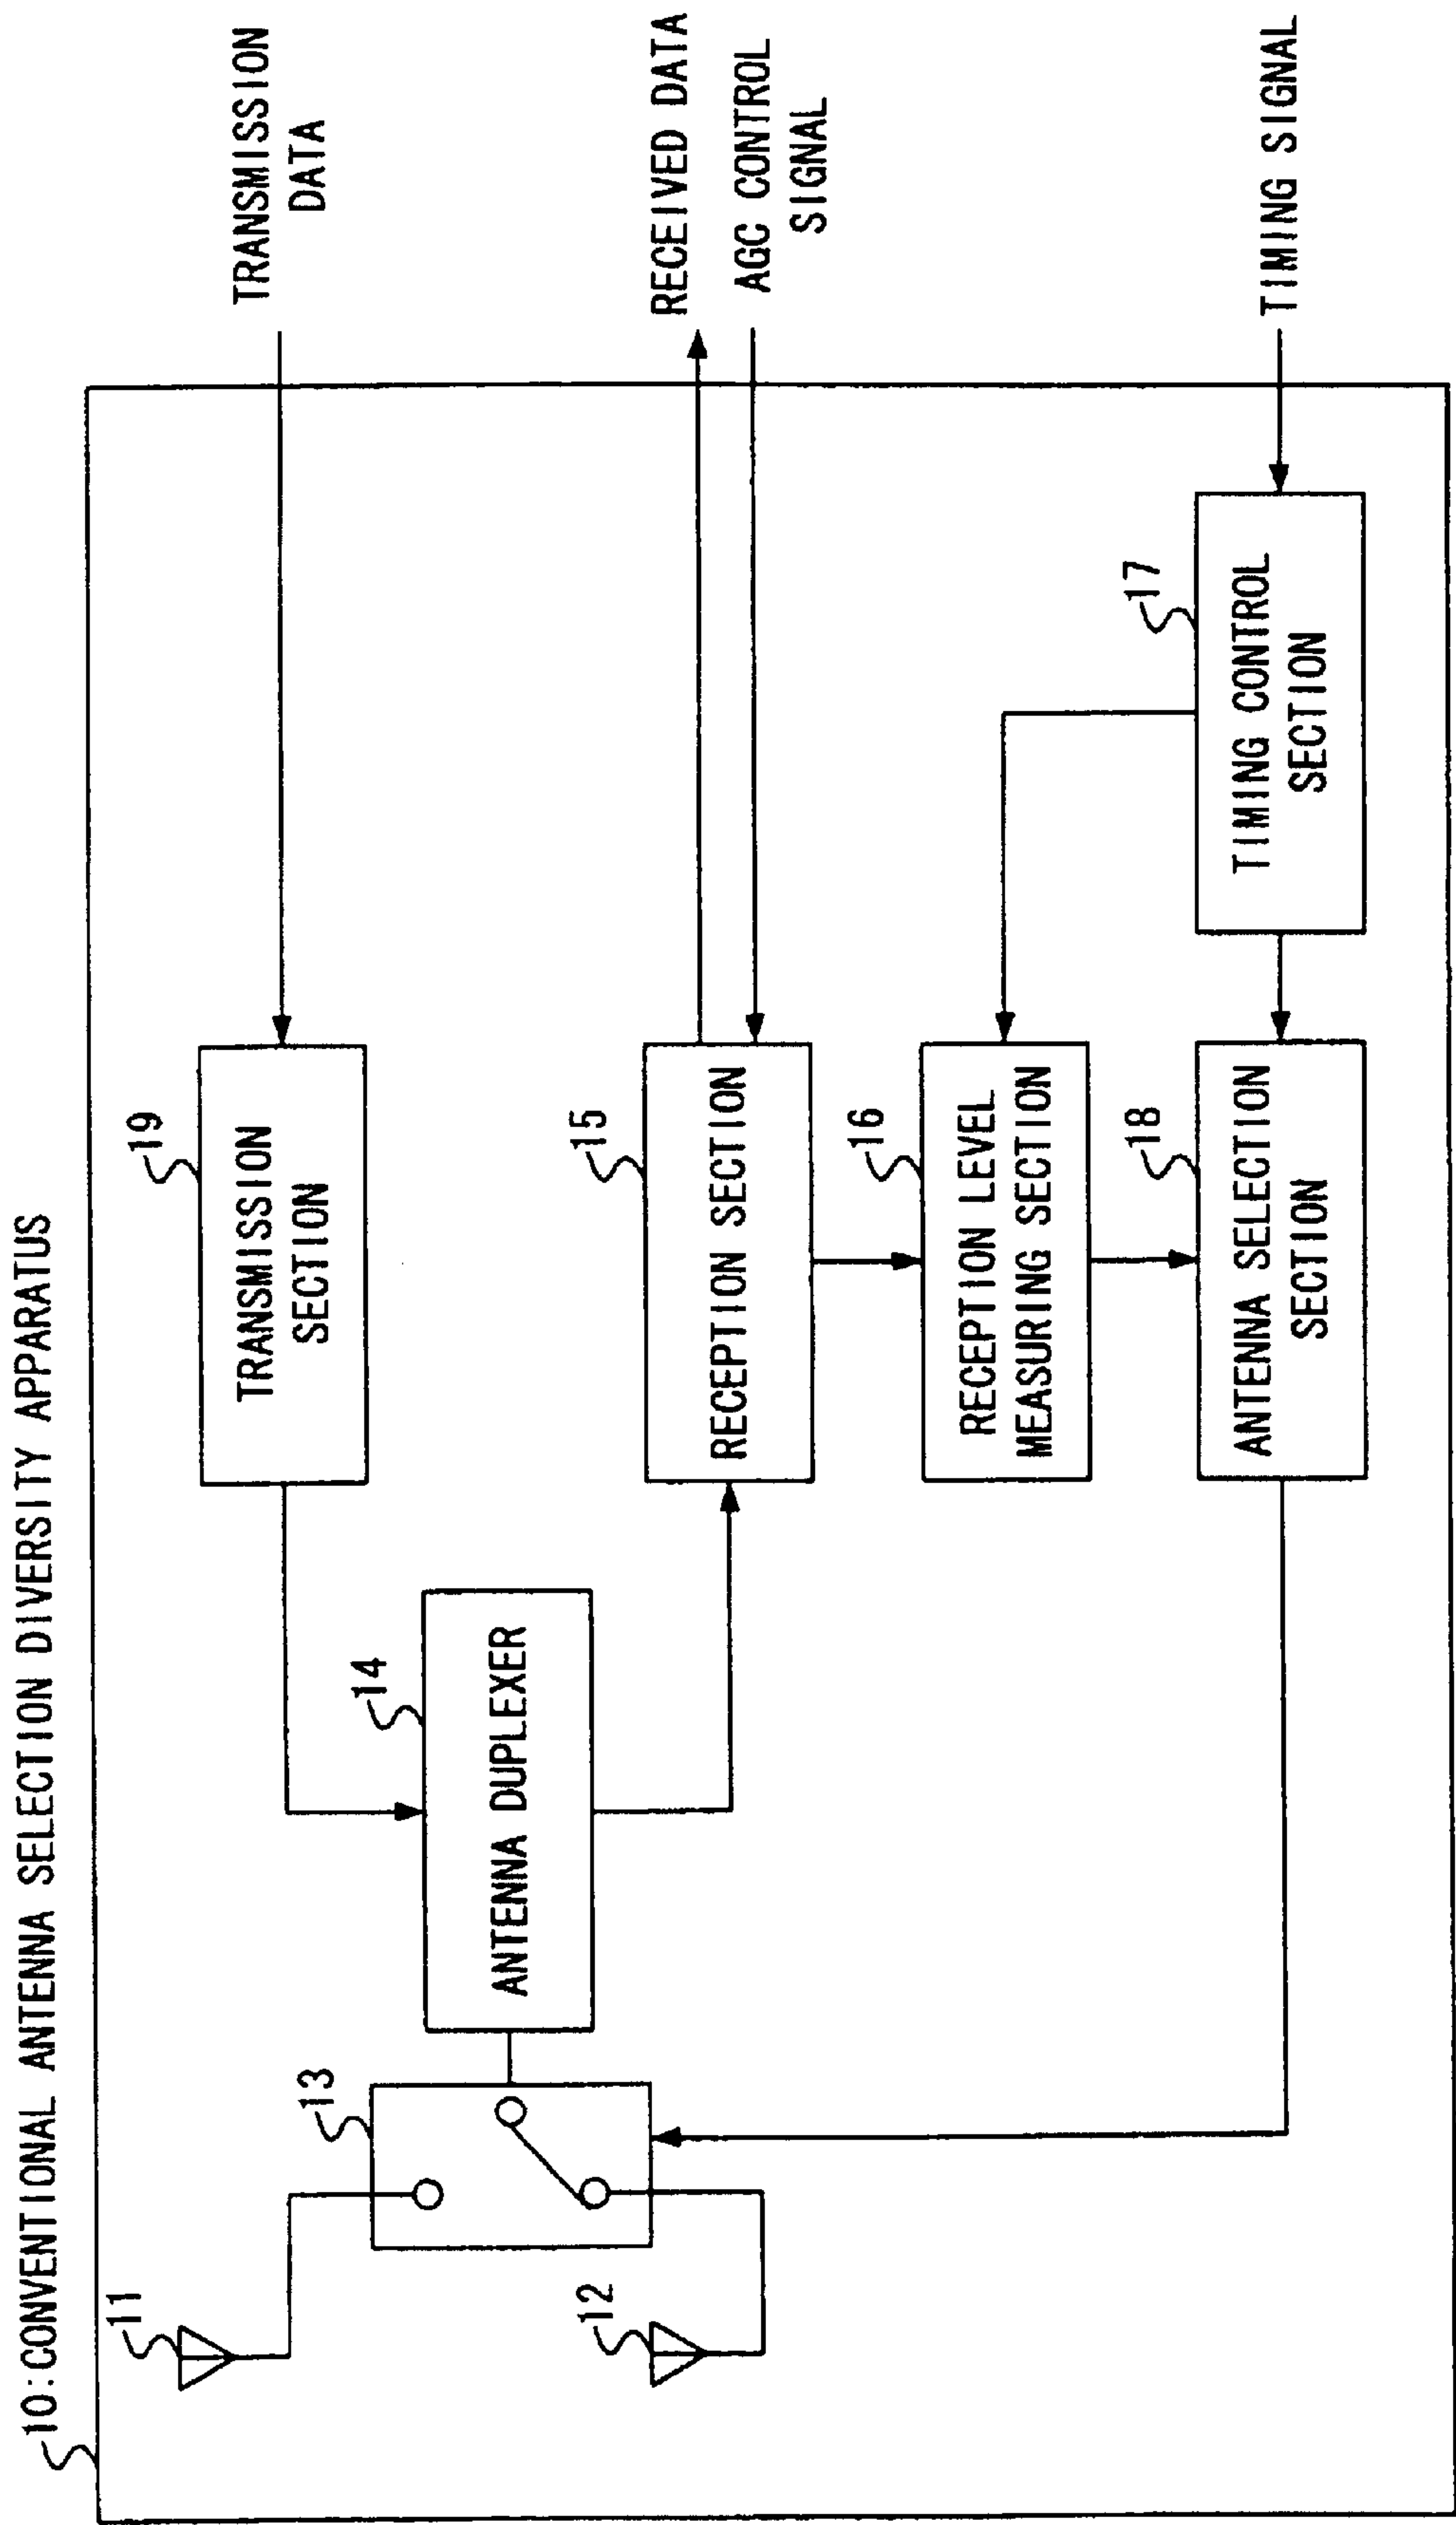 10:CONVENTIONAL ANTENNA SELECTION DIVERSITY APPARATUS
11
12
13
14
ANTENNA DUPLEXER
19
TRANSMISSION
SECTION
TRANSMISSION
DATA
15
RECEPTION SECTION
RECEIVED DATA
AGC CONTROL
SIGNAL
16
RECEPTION LEVEL
MEASURING SECTION
18
ANTENNA SELECTION
SECTION
17
TIMING CONTROL
SECTION
TIMING SIGNAL